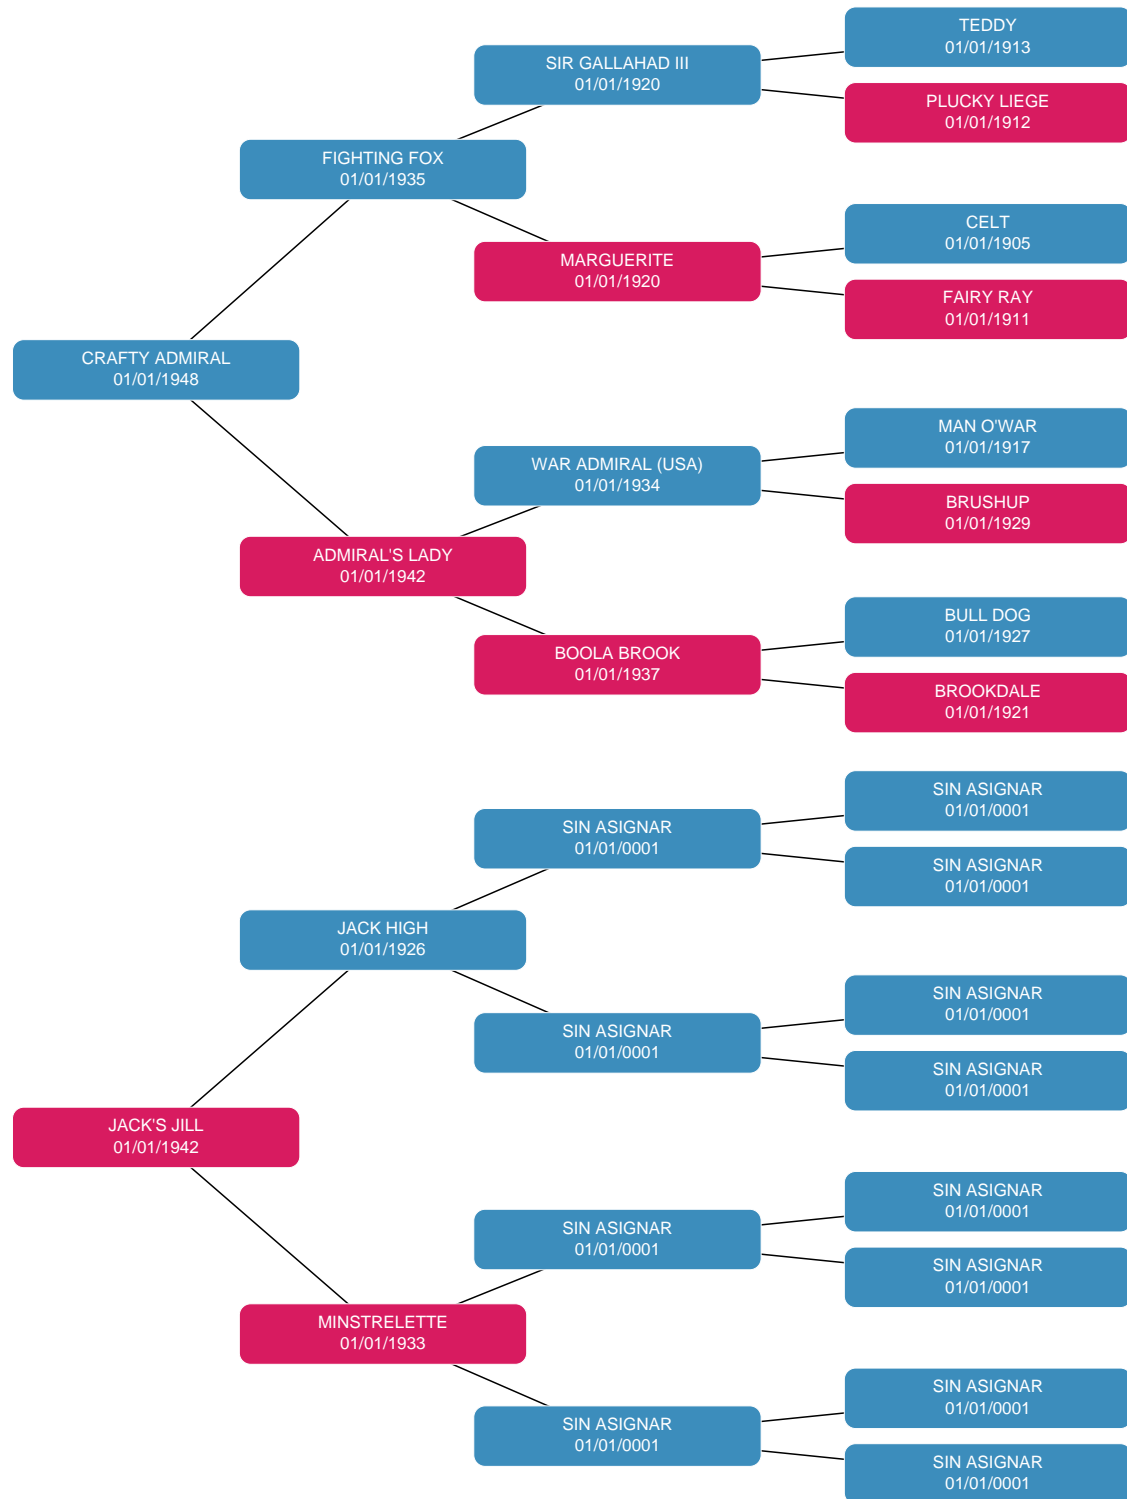 TEDDY
01/01/1913
SIR GALLAHAD III
01/01/1920
PLUCKY LIEGE
01/01/1912
FIGHTING FOX
01/01/1935
CELT
01/01/1905
MARGUERITE
01/01/1920
FAIRY RAY
01/01/1911
CRAFTY ADMIRAL
01/01/1948
MAN O'WAR
01/01/1917
WAR ADMIRAL (USA)
01/01/1934
BRUSHUP
01/01/1929
ADMIRAL'S LADY
01/01/1942
BULL DOG
01/01/1927
BOOLA BROOK
01/01/1937
BROOKDALE
01/01/1921
SIN ASIGNAR
01/01/0001
SIN ASIGNAR
01/01/0001
SIN ASIGNAR
01/01/0001
JACK HIGH
01/01/1926
SIN ASIGNAR
01/01/0001
SIN ASIGNAR
01/01/0001
SIN ASIGNAR
01/01/0001
JACK'S JILL
01/01/1942
SIN ASIGNAR
01/01/0001
SIN ASIGNAR
01/01/0001
SIN ASIGNAR
01/01/0001
MINSTRELETTE
01/01/1933
SIN ASIGNAR
01/01/0001
SIN ASIGNAR
01/01/0001
SIN ASIGNAR
01/01/0001